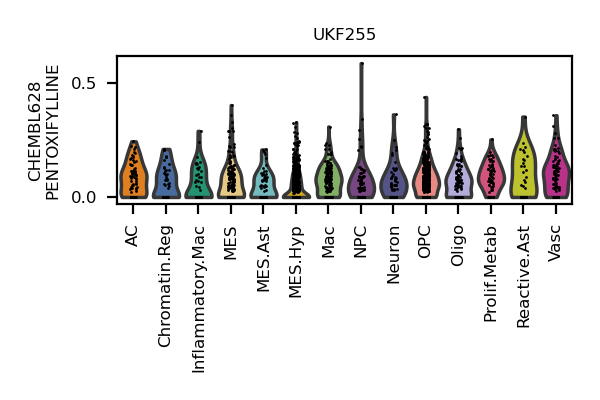 UKF255
CHEMBL628
PENTOXIFYLLINE
0.5
0.0
AC
Chromatin.Reg
Inflammatory.Mac
MES
MES.Ast
MES.Hyp
Mac
NPC
Neuron
OPC
Oligo
Prolif.Metab
Reactive.Ast
Vasc